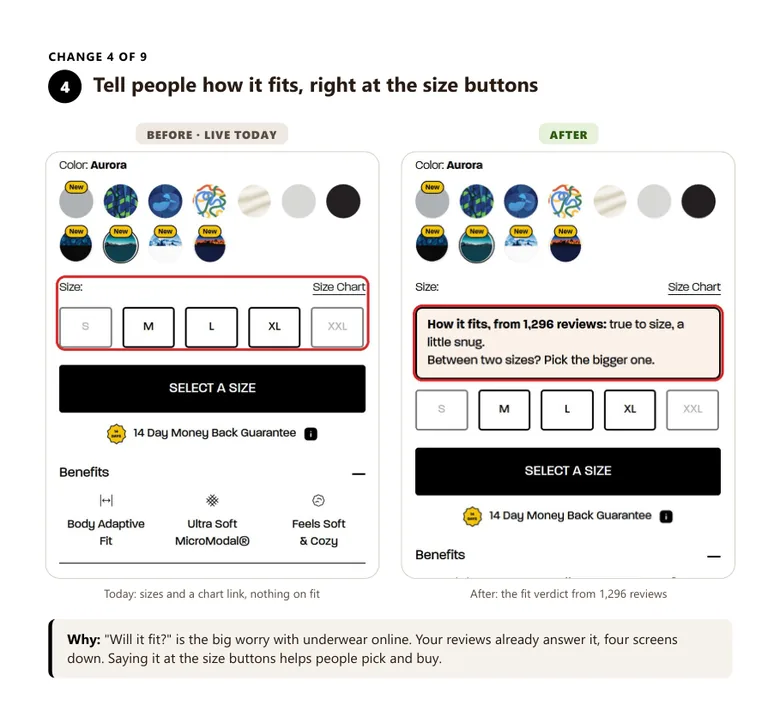 CHANGE 4 OF 9
4 Tell people how it fits, right at the size buttons
BEFORE · LIVE TODAY
Color: Aurora
New
New
New
New
New
Size: Size Chart
S M L XL XXL
SELECT A SIZE
14 DAYS 14 Day Money Back Guarantee i
Benefits
Body Adaptive Fit
Ultra Soft MicroModal®
Feels Soft & Cozy
Today: sizes and a chart link, nothing on fit
AFTER
Color: Aurora
New
New
New
New
New
Size: Size Chart
How it fits, from 1,296 reviews: true to size, a
little snug.
Between two sizes? Pick the bigger one.
S M L XL XXL
SELECT A SIZE
14 DAYS 14 Day Money Back Guarantee i
Benefits
After: the fit verdict from 1,296 reviews
Why: "Will it fit?" is the big worry with underwear online. Your reviews already answer it, four screens
down. Saying it at the size buttons helps people pick and buy.